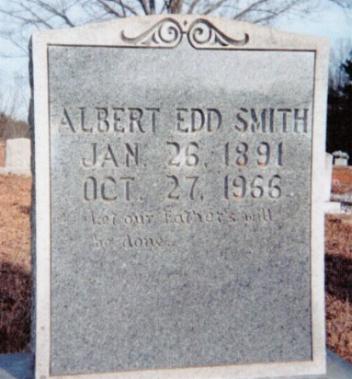 ALBERT EDD SMITH
JAN. 26, 1891
OCT. 27, 1966
Let our Father's will
be done.